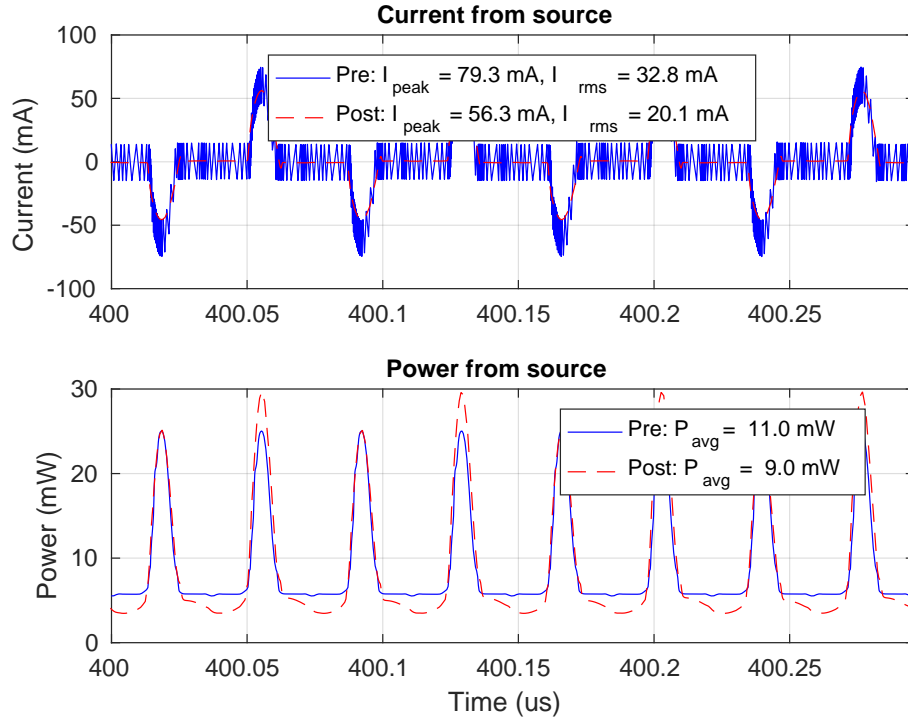 Current from source
Current (mA)
100
50
0
-50
-100
Pre: I peak = 79.3 mA, I rms = 32.8 mA
Post: I peak = 56.3 mA, I rms = 20.1 mA
400
400.05
400.1
400.15
400.2
400.25
Power from source
Power (mW)
30
20
10
0
Pre: P avg = 11.0 mW
Post: P avg = 9.0 mW
400
400.05
400.1
400.15
400.2
400.25
Time (us)